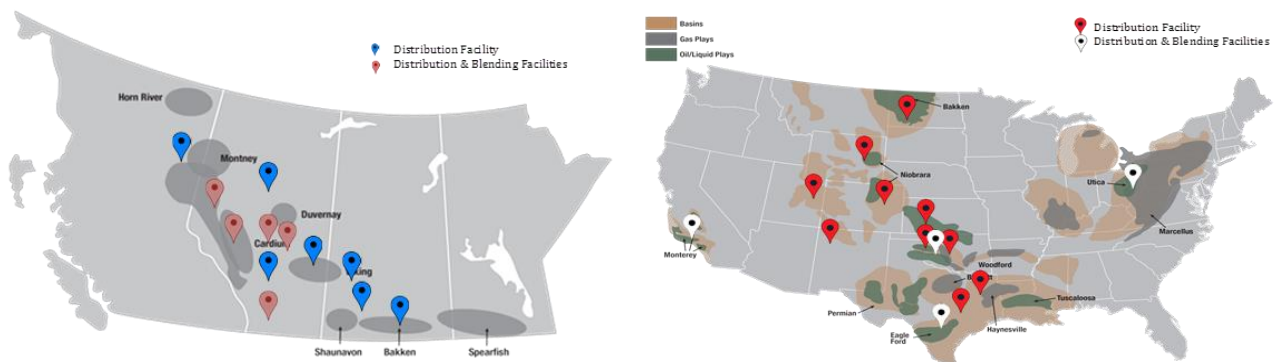 Distribution Facility
Distribution & Blending Facilities
Horn River
Montney
Duvernay
Cardium
Shaunavon
Bakken
Spearfish
Basins
Gas Plays
Oil/Liquid Plays
Distribution Facility
Distribution & Blending Facilities
Bakken
Niobrara
Utica
Marcellus
Monterey
Woodford
Tuscaloosa
Permian
Haynesville
Eagle
Ford